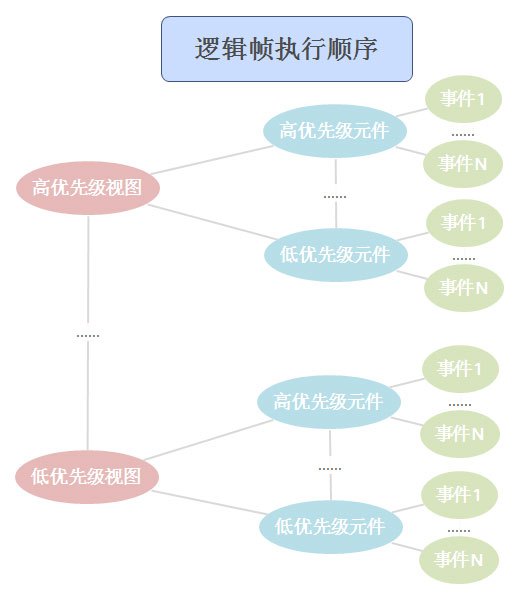 逻辑帧执行顺序
高优先级视图
高优先级元件
事件1
......
事件N
......
低优先级元件
事件1
......
事件N
......
低优先级视图
高优先级元件
事件1
......
事件N
......
低优先级元件
事件1
......
事件N